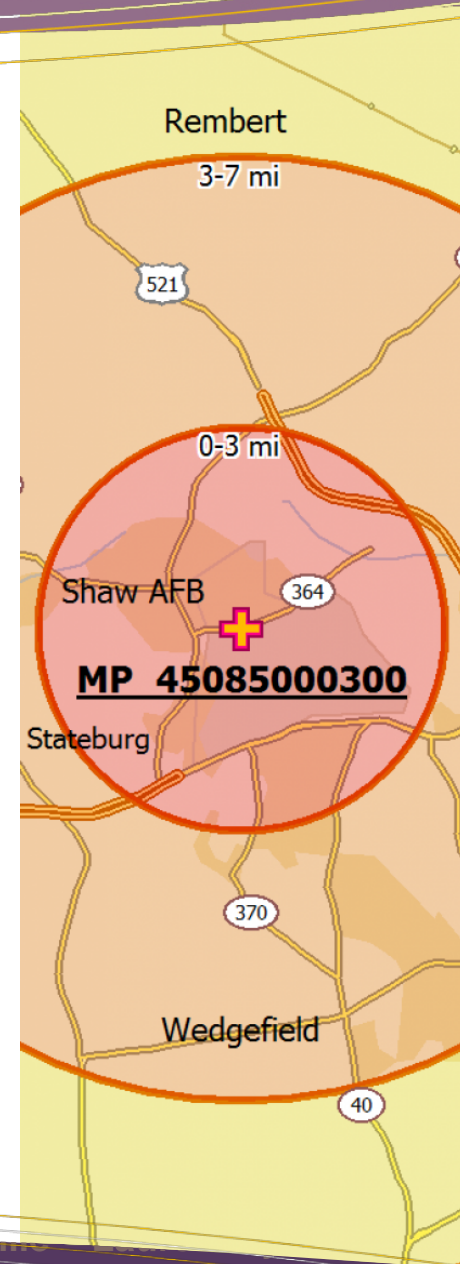 Rembert
3-7 mi
521
0-3 mi
Shaw AFB
364
MP 45085000300
Stateburg
370
Wedgefield
40